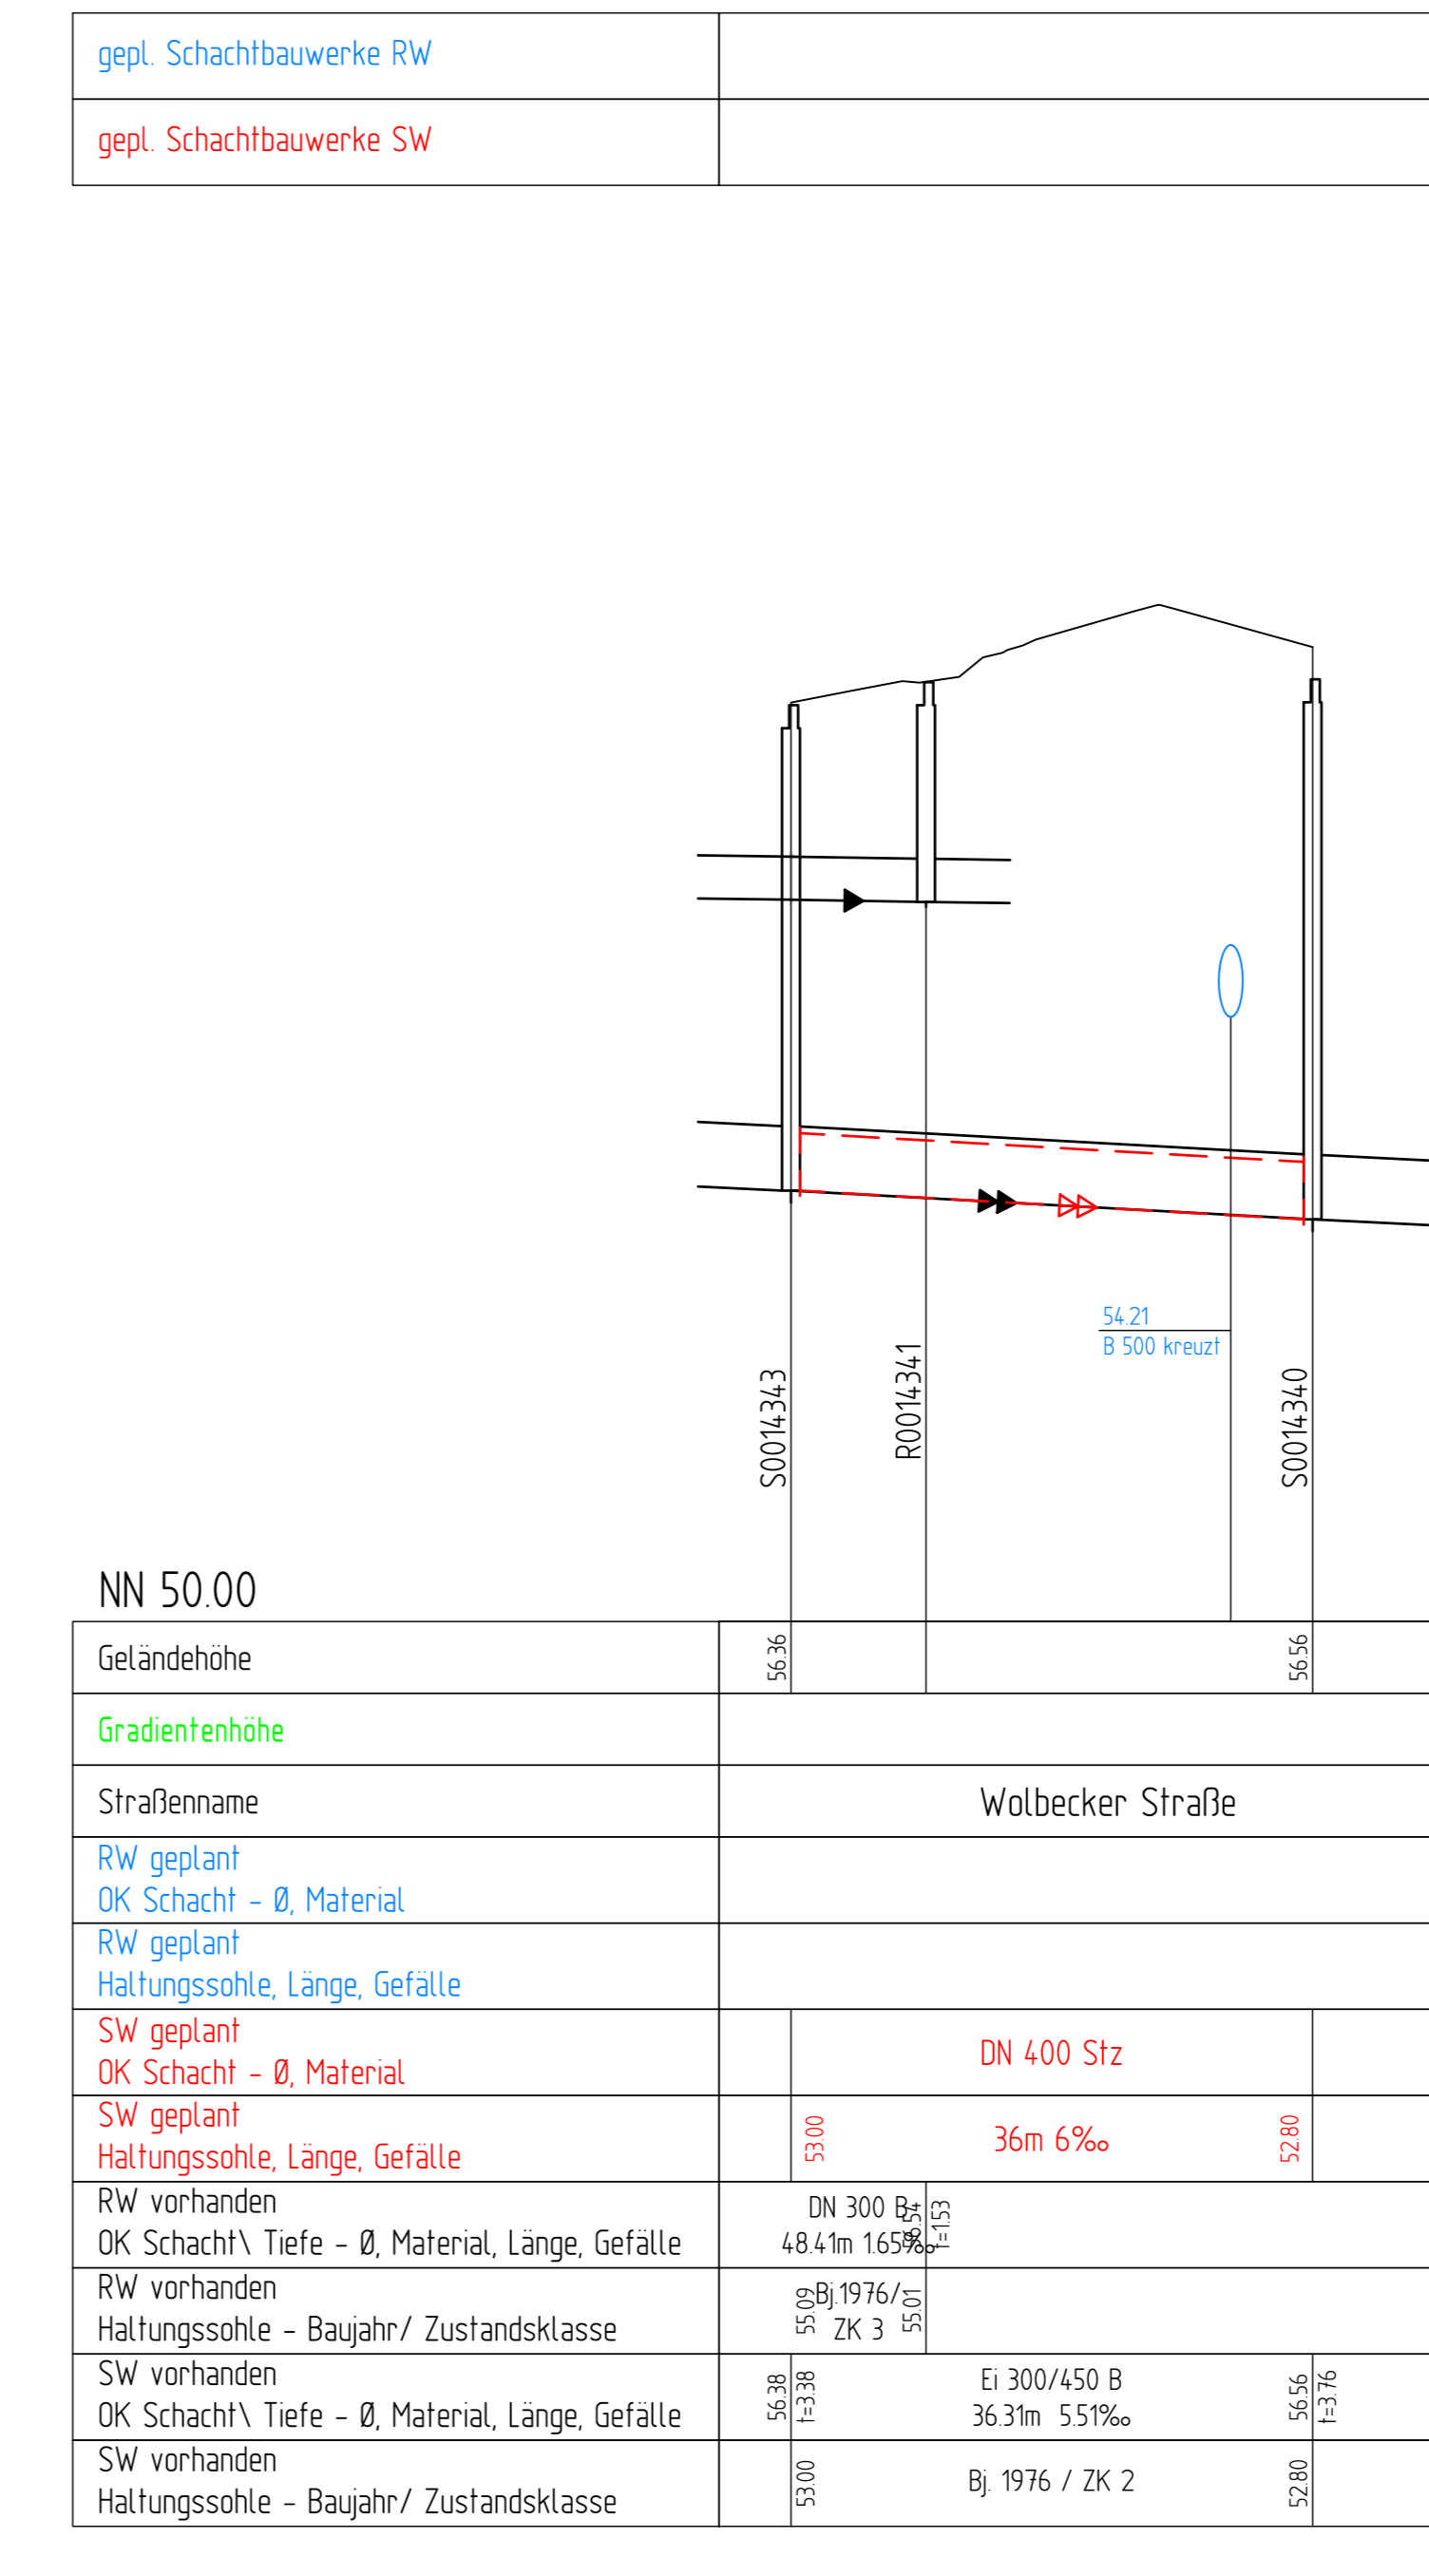 gepl. Schachtbauwerke RW
gepl. Schachtbauwerke SW
54.21
B 500 kreuzt
S0014343
R0014341
S0014340
NN 50.00
Geländehöhe
56.36
56.56
Gradientenhöhe
Straßenname
Wolbecker Straße
RW geplant
OK Schacht - Ø, Material
RW geplant
Haltungssohle, Länge, Gefälle
SW geplant
OK Schacht - Ø, Material
DN 400 Stz
SW geplant
Haltungssohle, Länge, Gefälle
53.00
36m 6‰
52.80
RW vorhanden
OK Schacht\ Tiefe - Ø, Material, Länge, Gefälle
DN 300 B
48.41m 1.65‰
56.54
t=1.53
RW vorhanden
Haltungssohle - Baujahr/ Zustandsklasse
55.09
Bj.1976/
ZK 3
55.01
SW vorhanden
OK Schacht\ Tiefe - Ø, Material, Länge, Gefälle
56.38
t=3.38
Ei 300/450 B
36.31m 5.51‰
56.56
t=3.76
SW vorhanden
Haltungssohle - Baujahr/ Zustandsklasse
53.00
Bj. 1976 / ZK 2
52.80